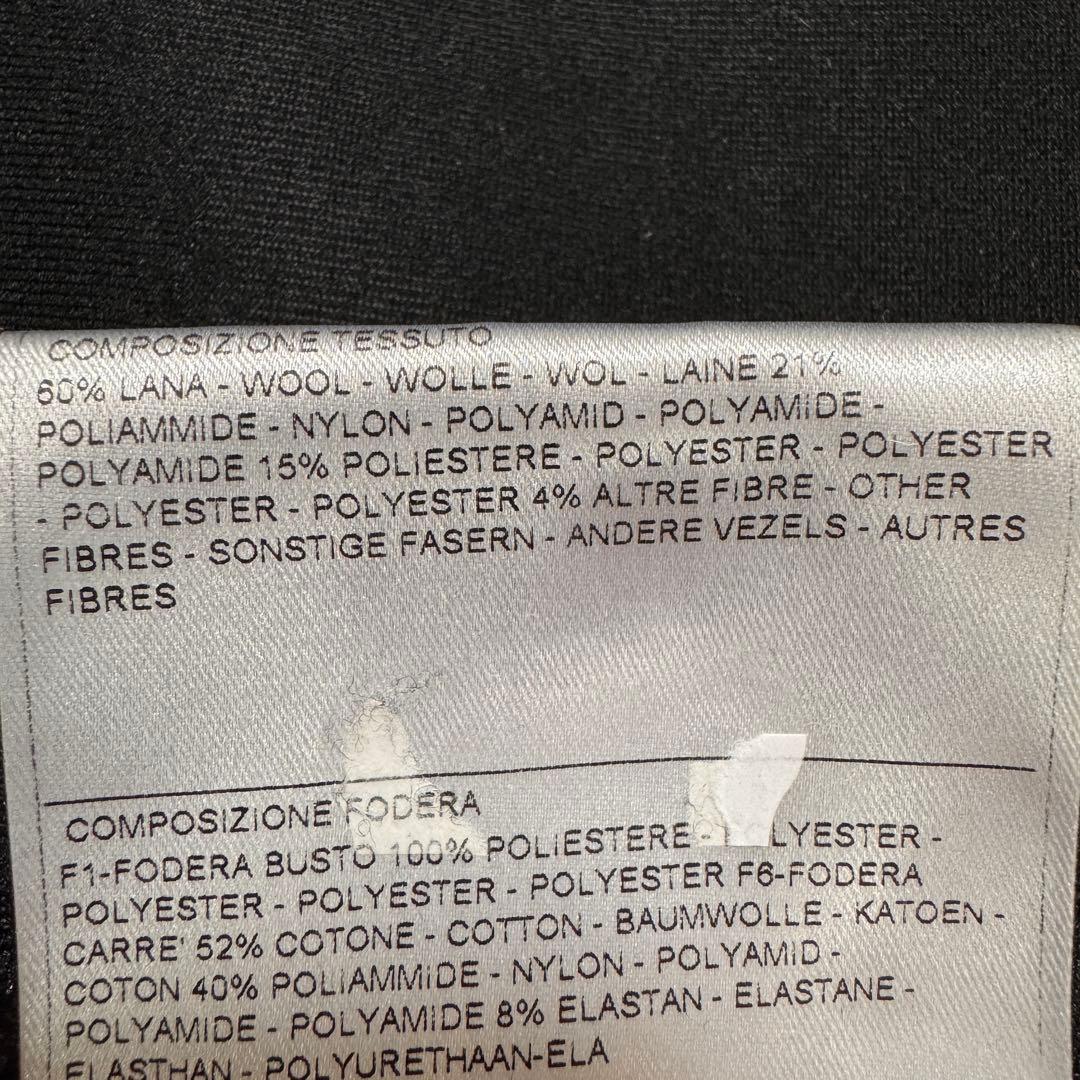 COMPOSIZIONE TESSUTO
60% LANA - WOOL - WOLLE - WOL - LAINE 21%
POLIAMMIDE - NYLON - POLYAMID - POLYAMIDE -
POLYAMIDE 15% POLIESTERE - POLYESTER - POLYESTER
- POLYESTER - POLYESTER 4% ALTRE FIBRE - OTHER
FIBRES - SONSTIGE FASERN - ANDERE VEZELS - AUTRES
FIBRES
COMPOSIZIONE FODERA
F1-FODERA BUSTO 100% POLIESTERE - LYESTER -
POLYESTER - POLYESTER - POLYESTER F6-FODERA
CARRE' 52% COTONE - COTTON - BAUMWOLLE - KATOEN -
COTON 40% POLIAMMIDE - NYLON - POLYAMID -
POLYAMIDE - POLYAMIDE 8% ELASTAN - ELASTANE -
ELASTHAN - POLYURETHAAN-ELA